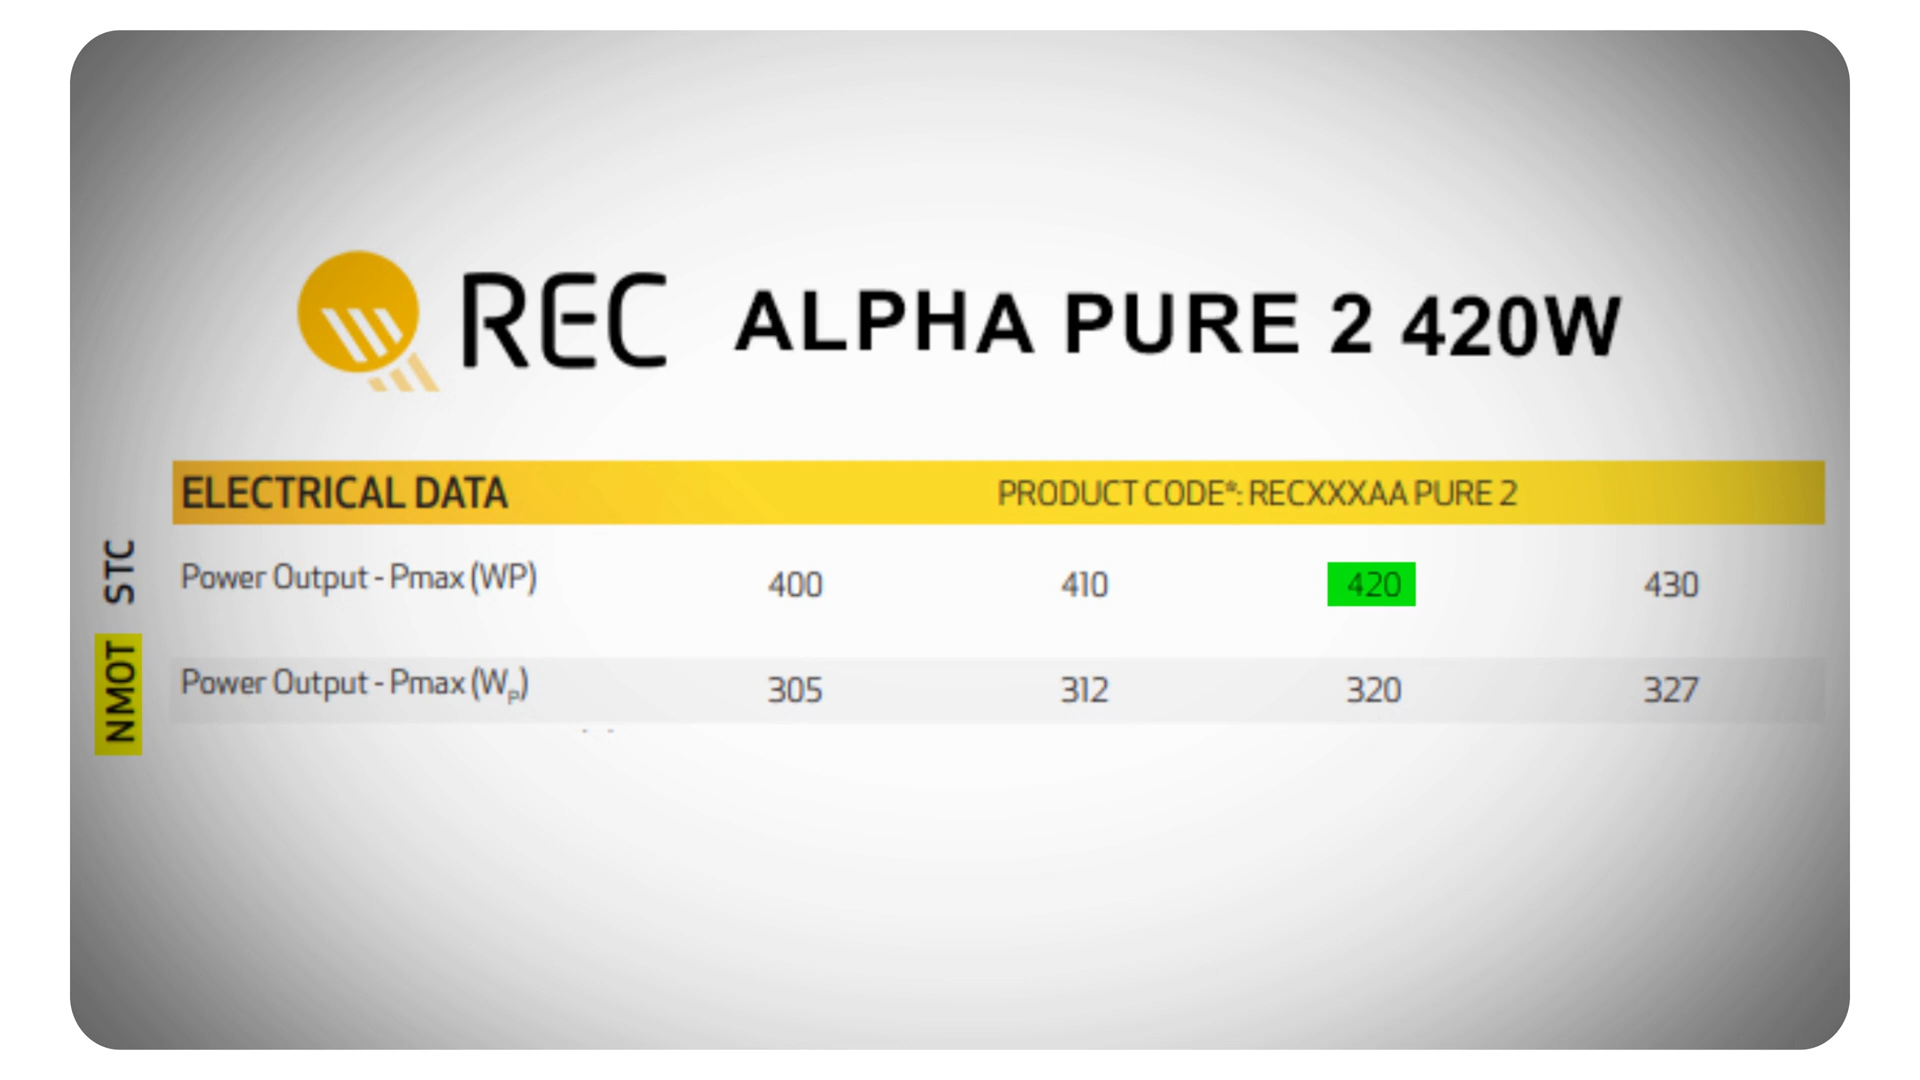 REC ALPHA PURE 2 420W
ELECTRICAL DATA PRODUCT CODE*: RECXXXAA PURE 2
STC
Power Output - Pmax (WP) 400 410 420 430
NMOT
Power Output - Pmax (Wp) 305 312 320 327